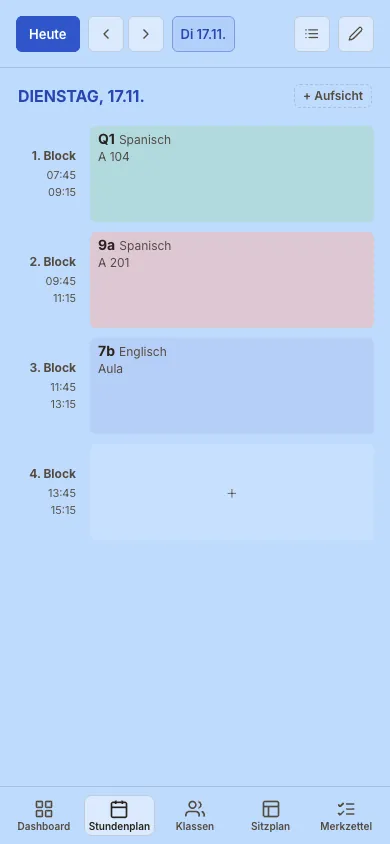 Heute
Di 17.11.
DIENSTAG, 17.11.
+ Aufsicht
1. Block
07:45
09:15
Q1 Spanisch
A 104
2. Block
09:45
11:15
9a Spanisch
A 201
3. Block
11:45
13:15
7b Englisch
Aula
4. Block
13:45
15:15
+
Dashboard
Stundenplan
Klassen
Sitzplan
Merkzettel